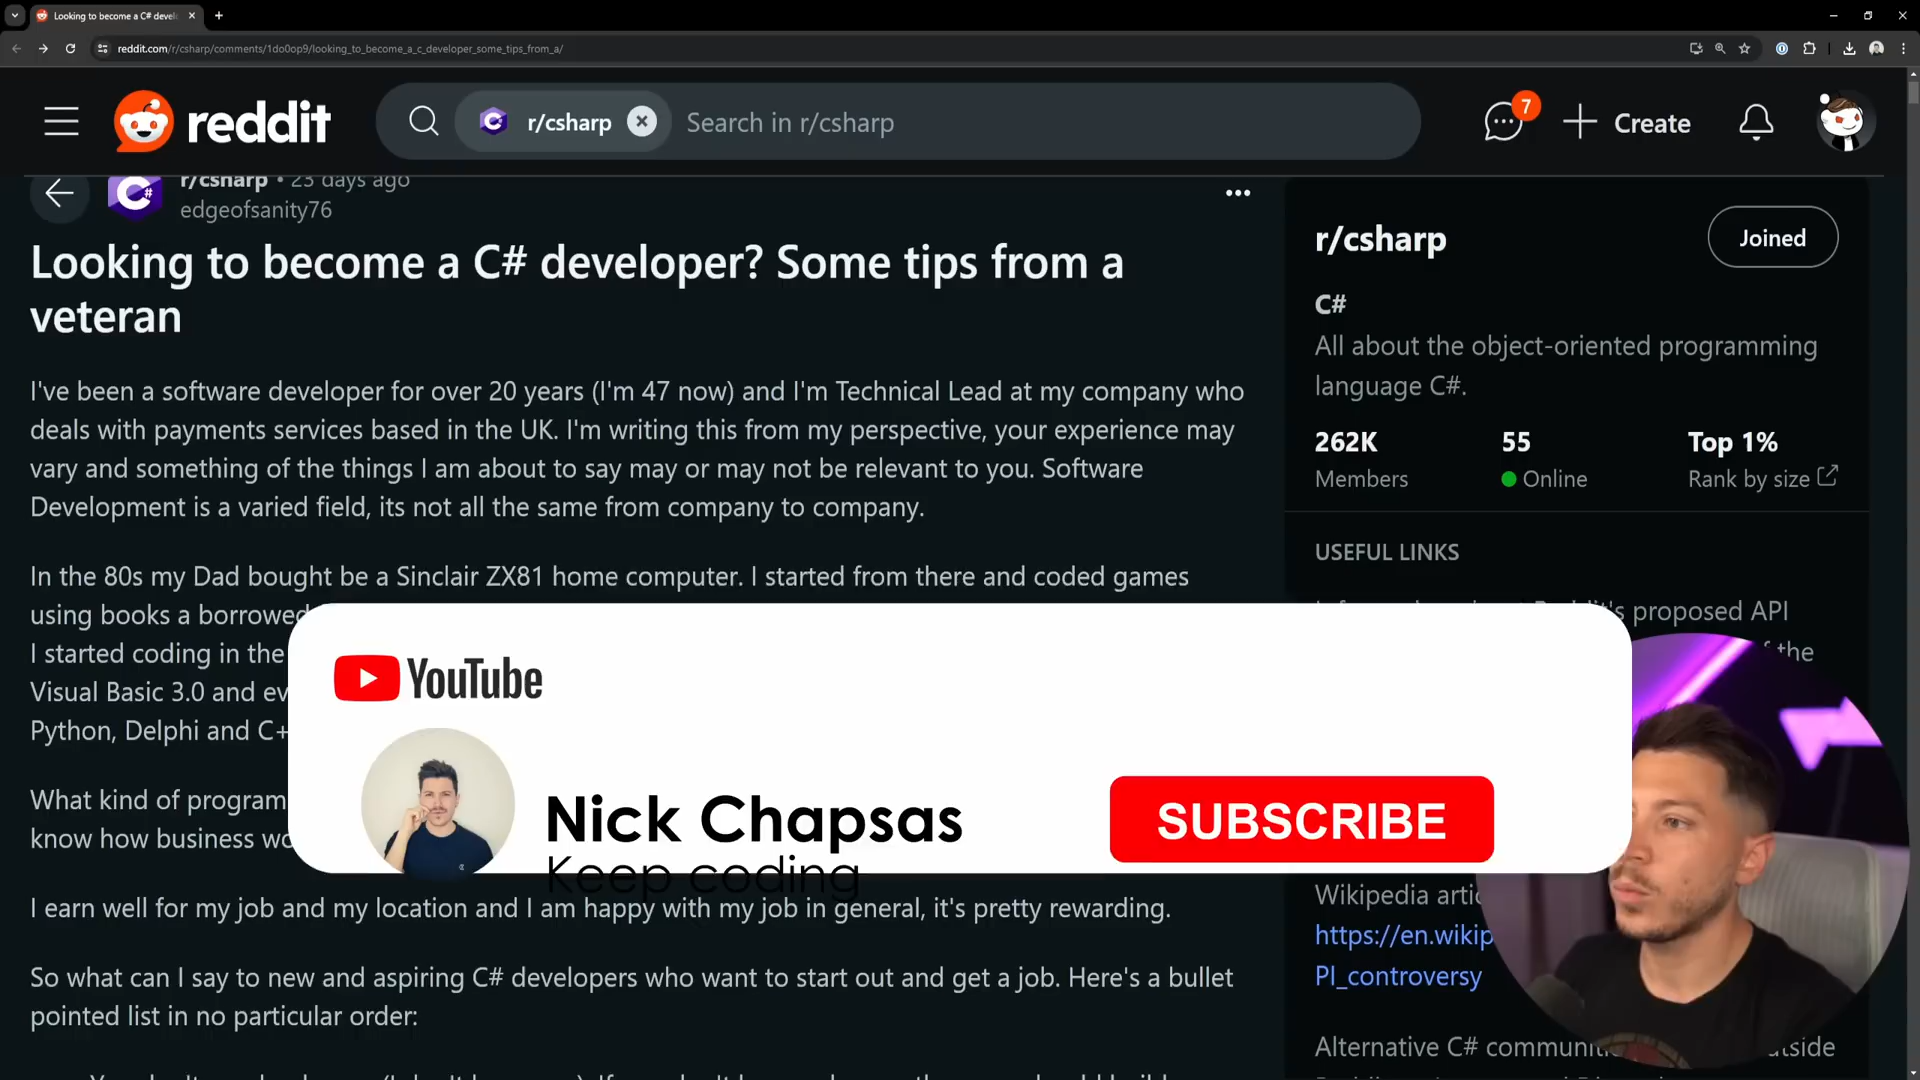 Looking to become a C# devel
reddit.com/r/csharp/comments/1do0op9/looking_to_become_a_c_developer_some_tips_from_a/
reddit
r/csharp
Search in r/csharp
7
Create
r/csharp • 23 days ago
edgeofsanity76
Looking to become a C# developer? Some tips from a
veteran
I've been a software developer for over 20 years (I'm 47 now) and I'm Technical Lead at my company who
deals with payments services based in the UK. I'm writing this from my perspective, your experience may
vary and something of the things I am about to say may or may not be relevant to you. Software
Development is a varied field, its not all the same from company to company.
In the 80s my Dad bought be a Sinclair ZX81 home computer. I started from there and coded games
using books a borrowed
I started coding in the
Visual Basic 3.0 and ev
Python, Delphi and C+
What kind of program
know how business wo
I earn well for my job and my location and I am happy with my job in general, it's pretty rewarding.
So what can I say to new and aspiring C# developers who want to start out and get a job. Here's a bullet
pointed list in no particular order:
YouTube
Nick Chapsas
Keep coding
SUBSCRIBE
r/csharp
Joined
C#
All about the object-oriented programming
language C#.
262K
55
Top 1%
Members
Online
Rank by size
USEFUL LINKS
's proposed API
the
Wikipedia artic
https://en.wikip
PI_controversy
Alternative C# communiti